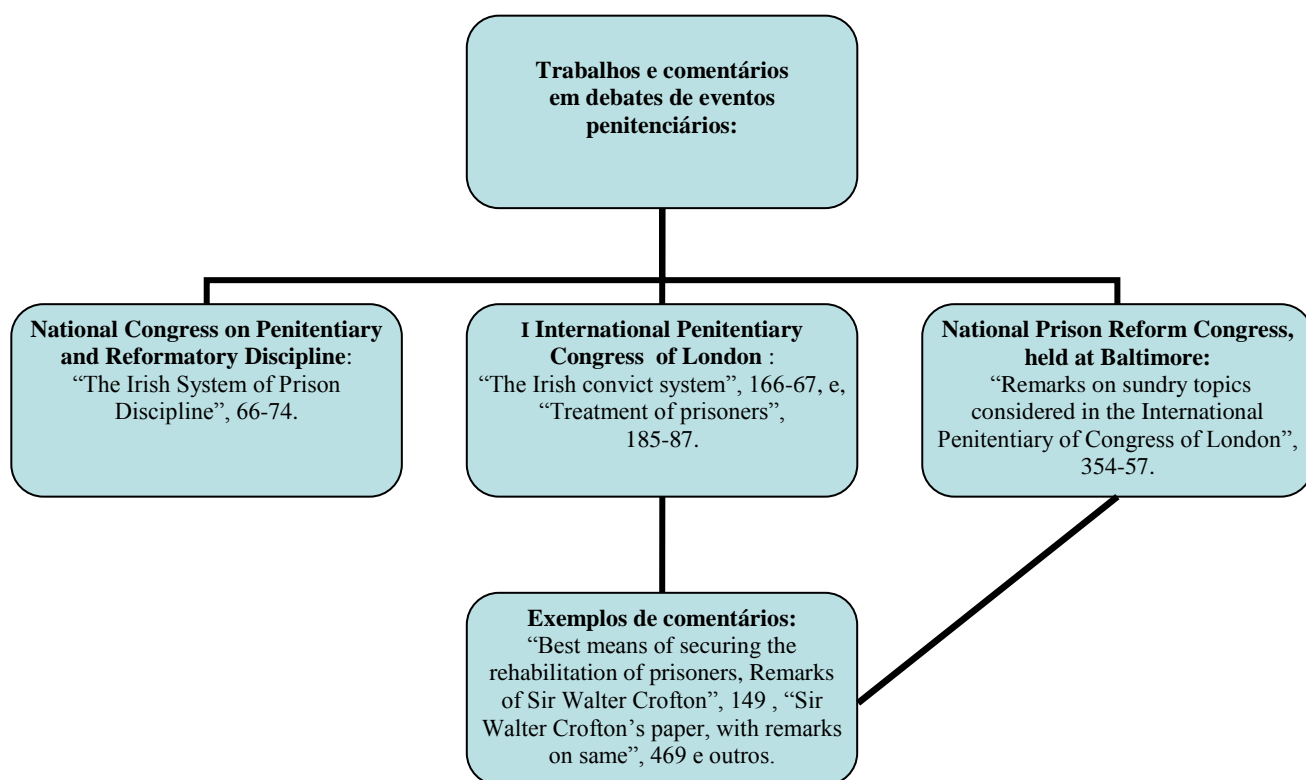 Trabalhos e comentários
em debates de eventos
penitenciários:
National Congress on Penitentiary
and Reformatory Discipline:
“The Irish System of Prison
Discipline”, 66-74.
I International Penitentiary
Congress of London :
“The Irish convict system”, 166-67, e,
“Treatment of prisoners”,
185-87.
National Prison Reform Congress,
held at Baltimore:
“Remarks on sundry topics
considered in the International
Penitentiary of Congress of London”,
354-57.
Exemplos de comentários:
“Best means of securing the
rehabilitation of prisoners, Remarks
of Sir Walter Crofton”, 149 , “Sir
Walter Crofton’s paper, with remarks
on same”, 469 e outros.